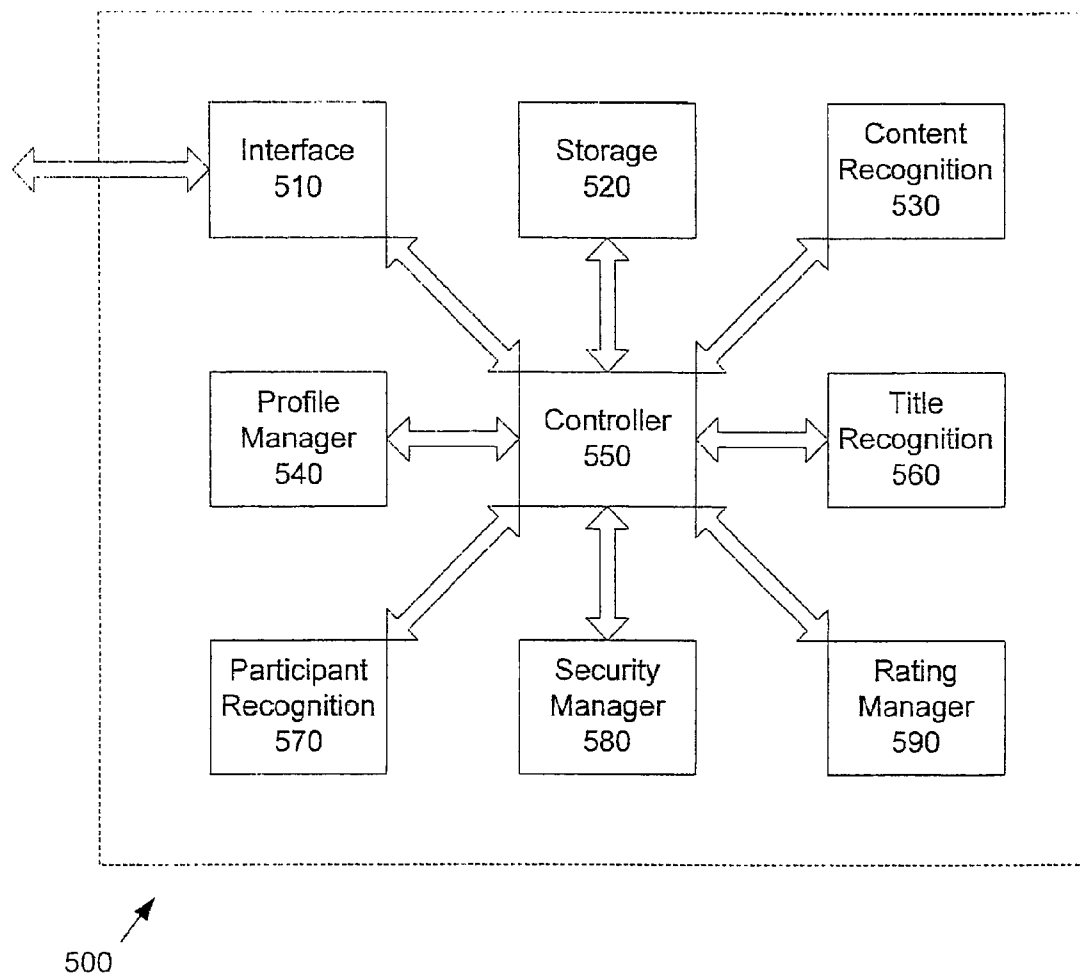 Interface
510
Storage
520
Content
Recognition
530
Profile
Manager
540
Controller
550
Title
Recognition
560
Participant
Recognition
570
Security
Manager
580
Rating
Manager
590
500